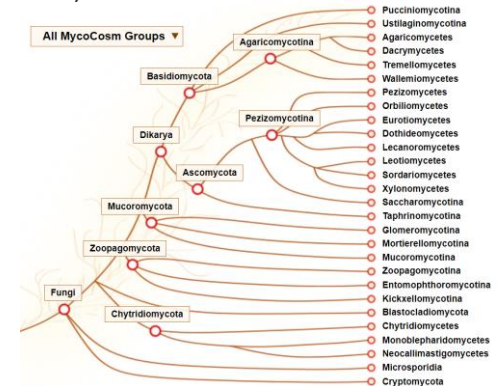 Pucciniomycotina
Ustilaginomycotina
All MycoCosm Groups
Agaricomycotina
Agaricomycetes
Dacrymycetes
Tremellomycetes
Basidiomycota
Wallemiomycetes
Pezizomycetes
Orbiliomycetes
Pezizomycotina
Eurotiomycetes
Dikarya
Dothideomycetes
Lecanoromycetes
Leotiomycetes
Ascomycota
Sordariomycetes
Xylonomycetes
Saccharomycotina
Mucoromycota
Taphrinomycotina
Glomeromycotina
Mortierellomycotina
Zoopagomycota
Mucoromycotina
Zoopagomycotina
Entomophthoromycotina
Fungi
Kickxellomycotina
Blastocladiomycota
Chytridiomycota
Chytridiomycetes
Monoblepharidomycetes
Neocallimastigomycetes
Microsporidia
Cryptomycota